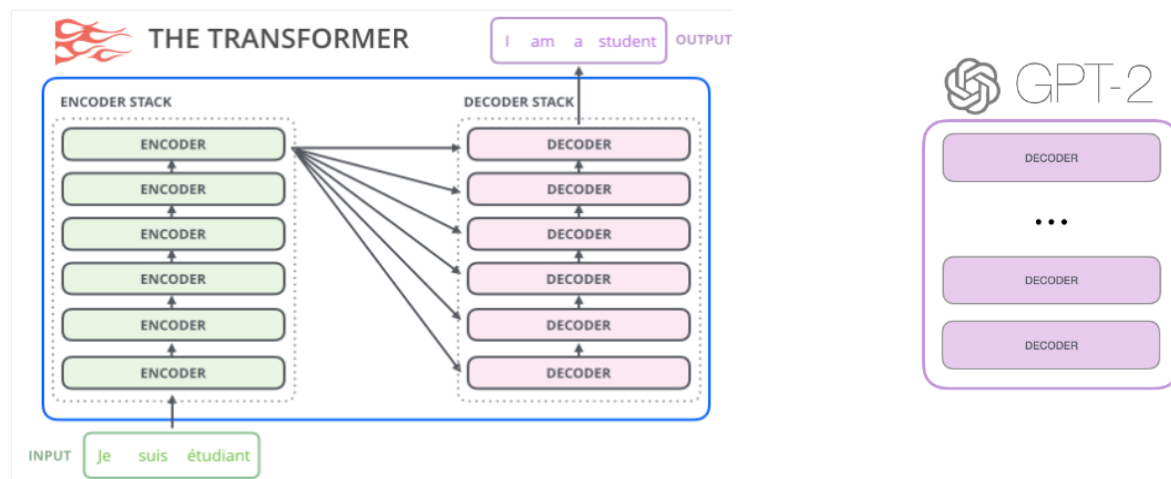 THE TRANSFORMER
I am a student OUTPUT
ENCODER STACK
DECODER STACK
ENCODER
ENCODER
ENCODER
ENCODER
ENCODER
ENCODER
DECODER
DECODER
DECODER
DECODER
DECODER
DECODER
INPUT Je suis étudiant
GPT-2
DECODER
...
DECODER
DECODER